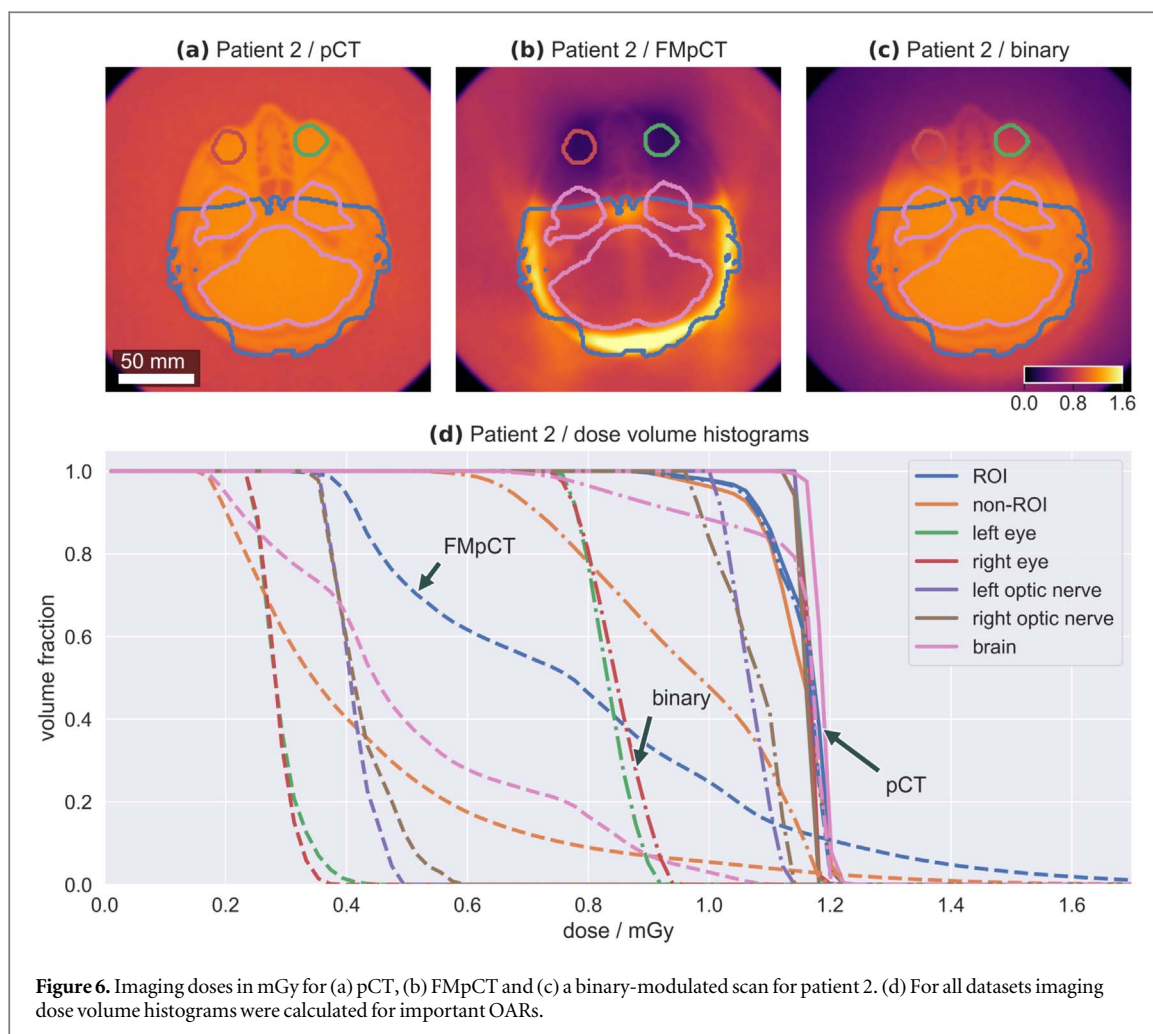 (a) Patient 2 / pCT
(b) Patient 2 / FMpCT
(c) Patient 2 / binary
50 mm
0.0 0.8 1.6
(d) Patient 2 / dose volume histograms
1.0
0.8
0.6
0.4
0.2
0.0
volume fraction
FMpCT
binary
pCT
ROI
non-ROI
left eye
right eye
left optic nerve
right optic nerve
brain
0.0 0.2 0.4 0.6 0.8 1.0 1.2 1.4 1.6
dose / mGy
Figure 6. Imaging doses in mGy for (a) pCT, (b) FMpCT and (c) a binary-modulated scan for patient 2. (d) For all datasets imaging
dose volume histograms were calculated for important OARs.